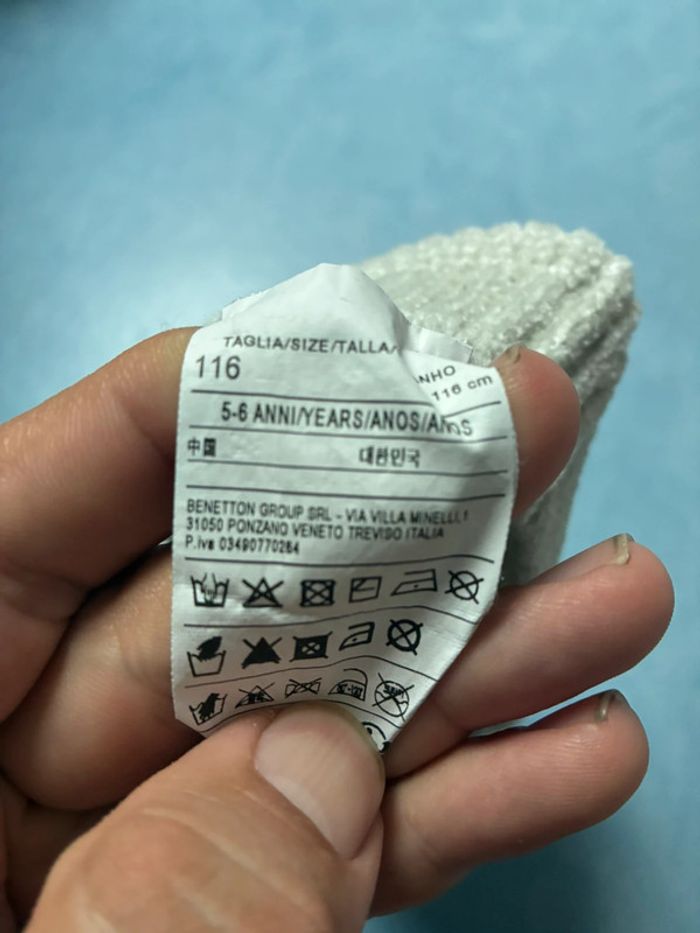 TAGLIA/SIZE/TALLA/
NHO
116
116 cm
5-6 ANNI/YEARS/ANOS/AÑOS
中国
대한민국
BENETTON GROUP SRL - VIA VILLA MINELLI,1
31050 PONZANO VENETO TREVISO ITALIA
P.iva 03490770264